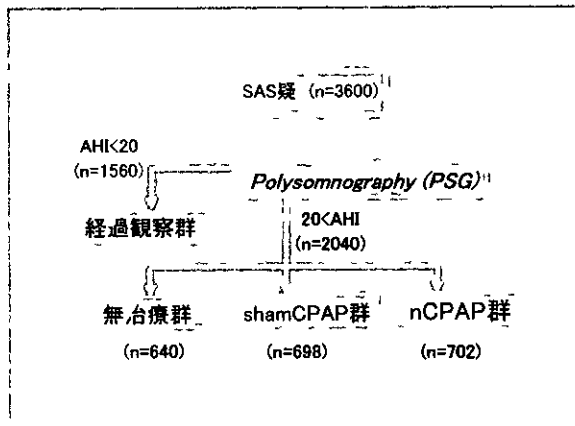 SAS疑 (n=3600)
AHI<20
(n=1560)
Polysomnography (PSG)
経過観察群
20<AHI
(n=2040)
無治療群 shamCPAP群 nCPAP群
(n=640) (n=698) (n=702)